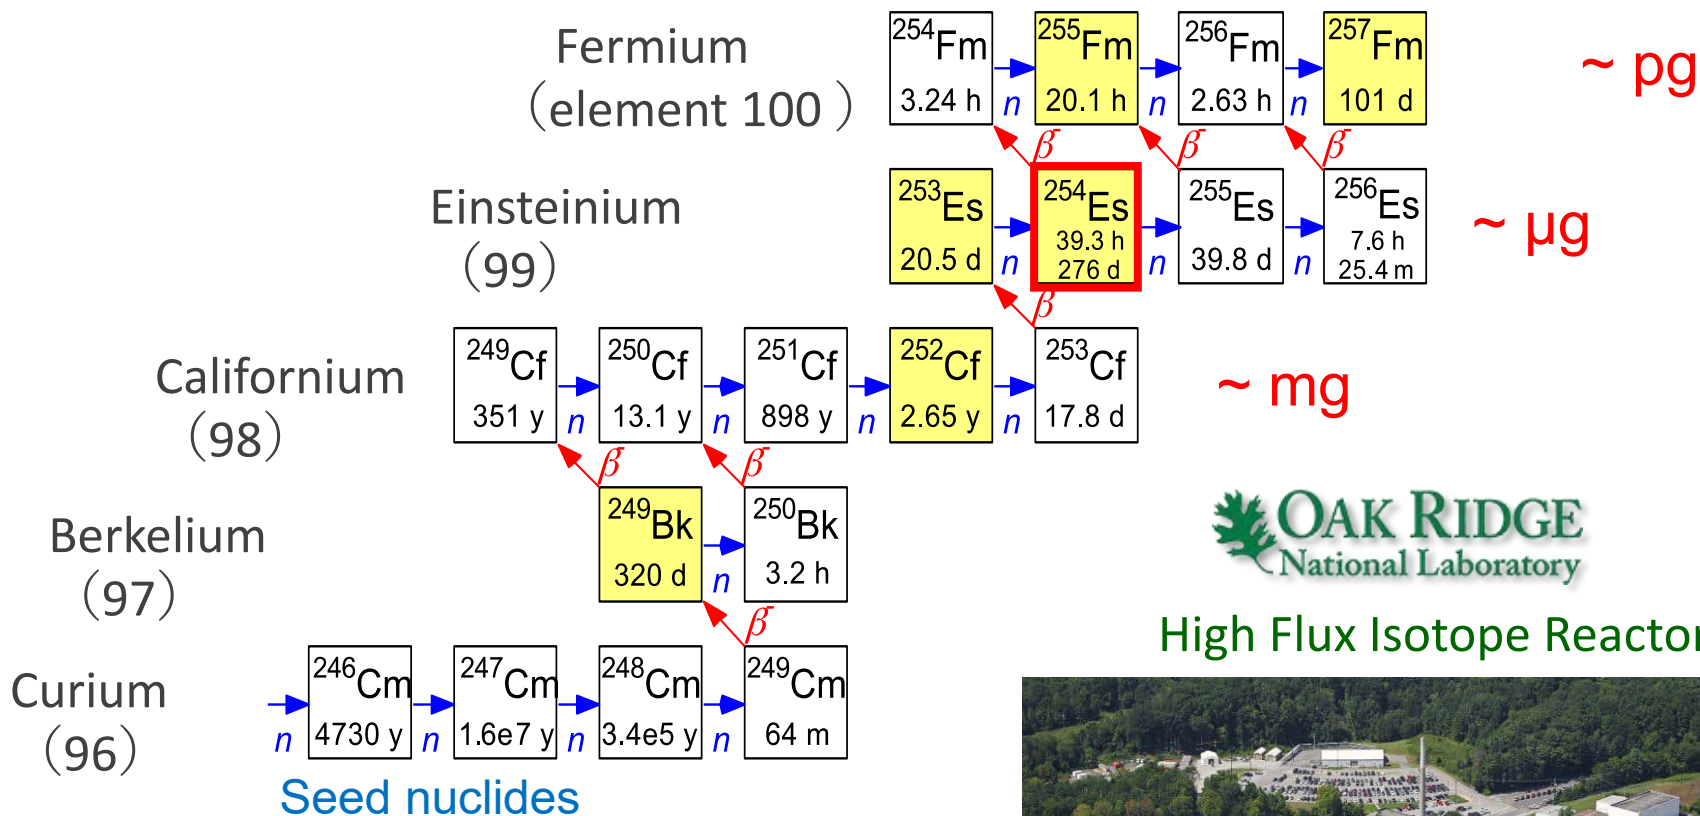 Fermium
（element 100 ）
254Fm
3.24 h
n
255Fm
20.1 h
n
256Fm
2.63 h
n
257Fm
101 d
~ pg
β-
β-
β-
Einsteinium
（99）
253Es
20.5 d
n
254Es
39.3 h
276 d
n
255Es
39.8 d
n
256Es
7.6 h
25.4 m
~ μg
β-
Californium
（98）
249Cf
351 y
n
250Cf
13.1 y
n
251Cf
898 y
n
252Cf
2.65 y
n
253Cf
17.8 d
~ mg
β-
β-
Berkelium
（97）
249Bk
320 d
n
250Bk
3.2 h
OAK RIDGE
National Laboratory
β-
High Flux Isotope Reactor
Curium
（96）
n
246Cm
4730 y
n
247Cm
1.6e7 y
n
248Cm
3.4e5 y
n
249Cm
64 m
Seed nuclides